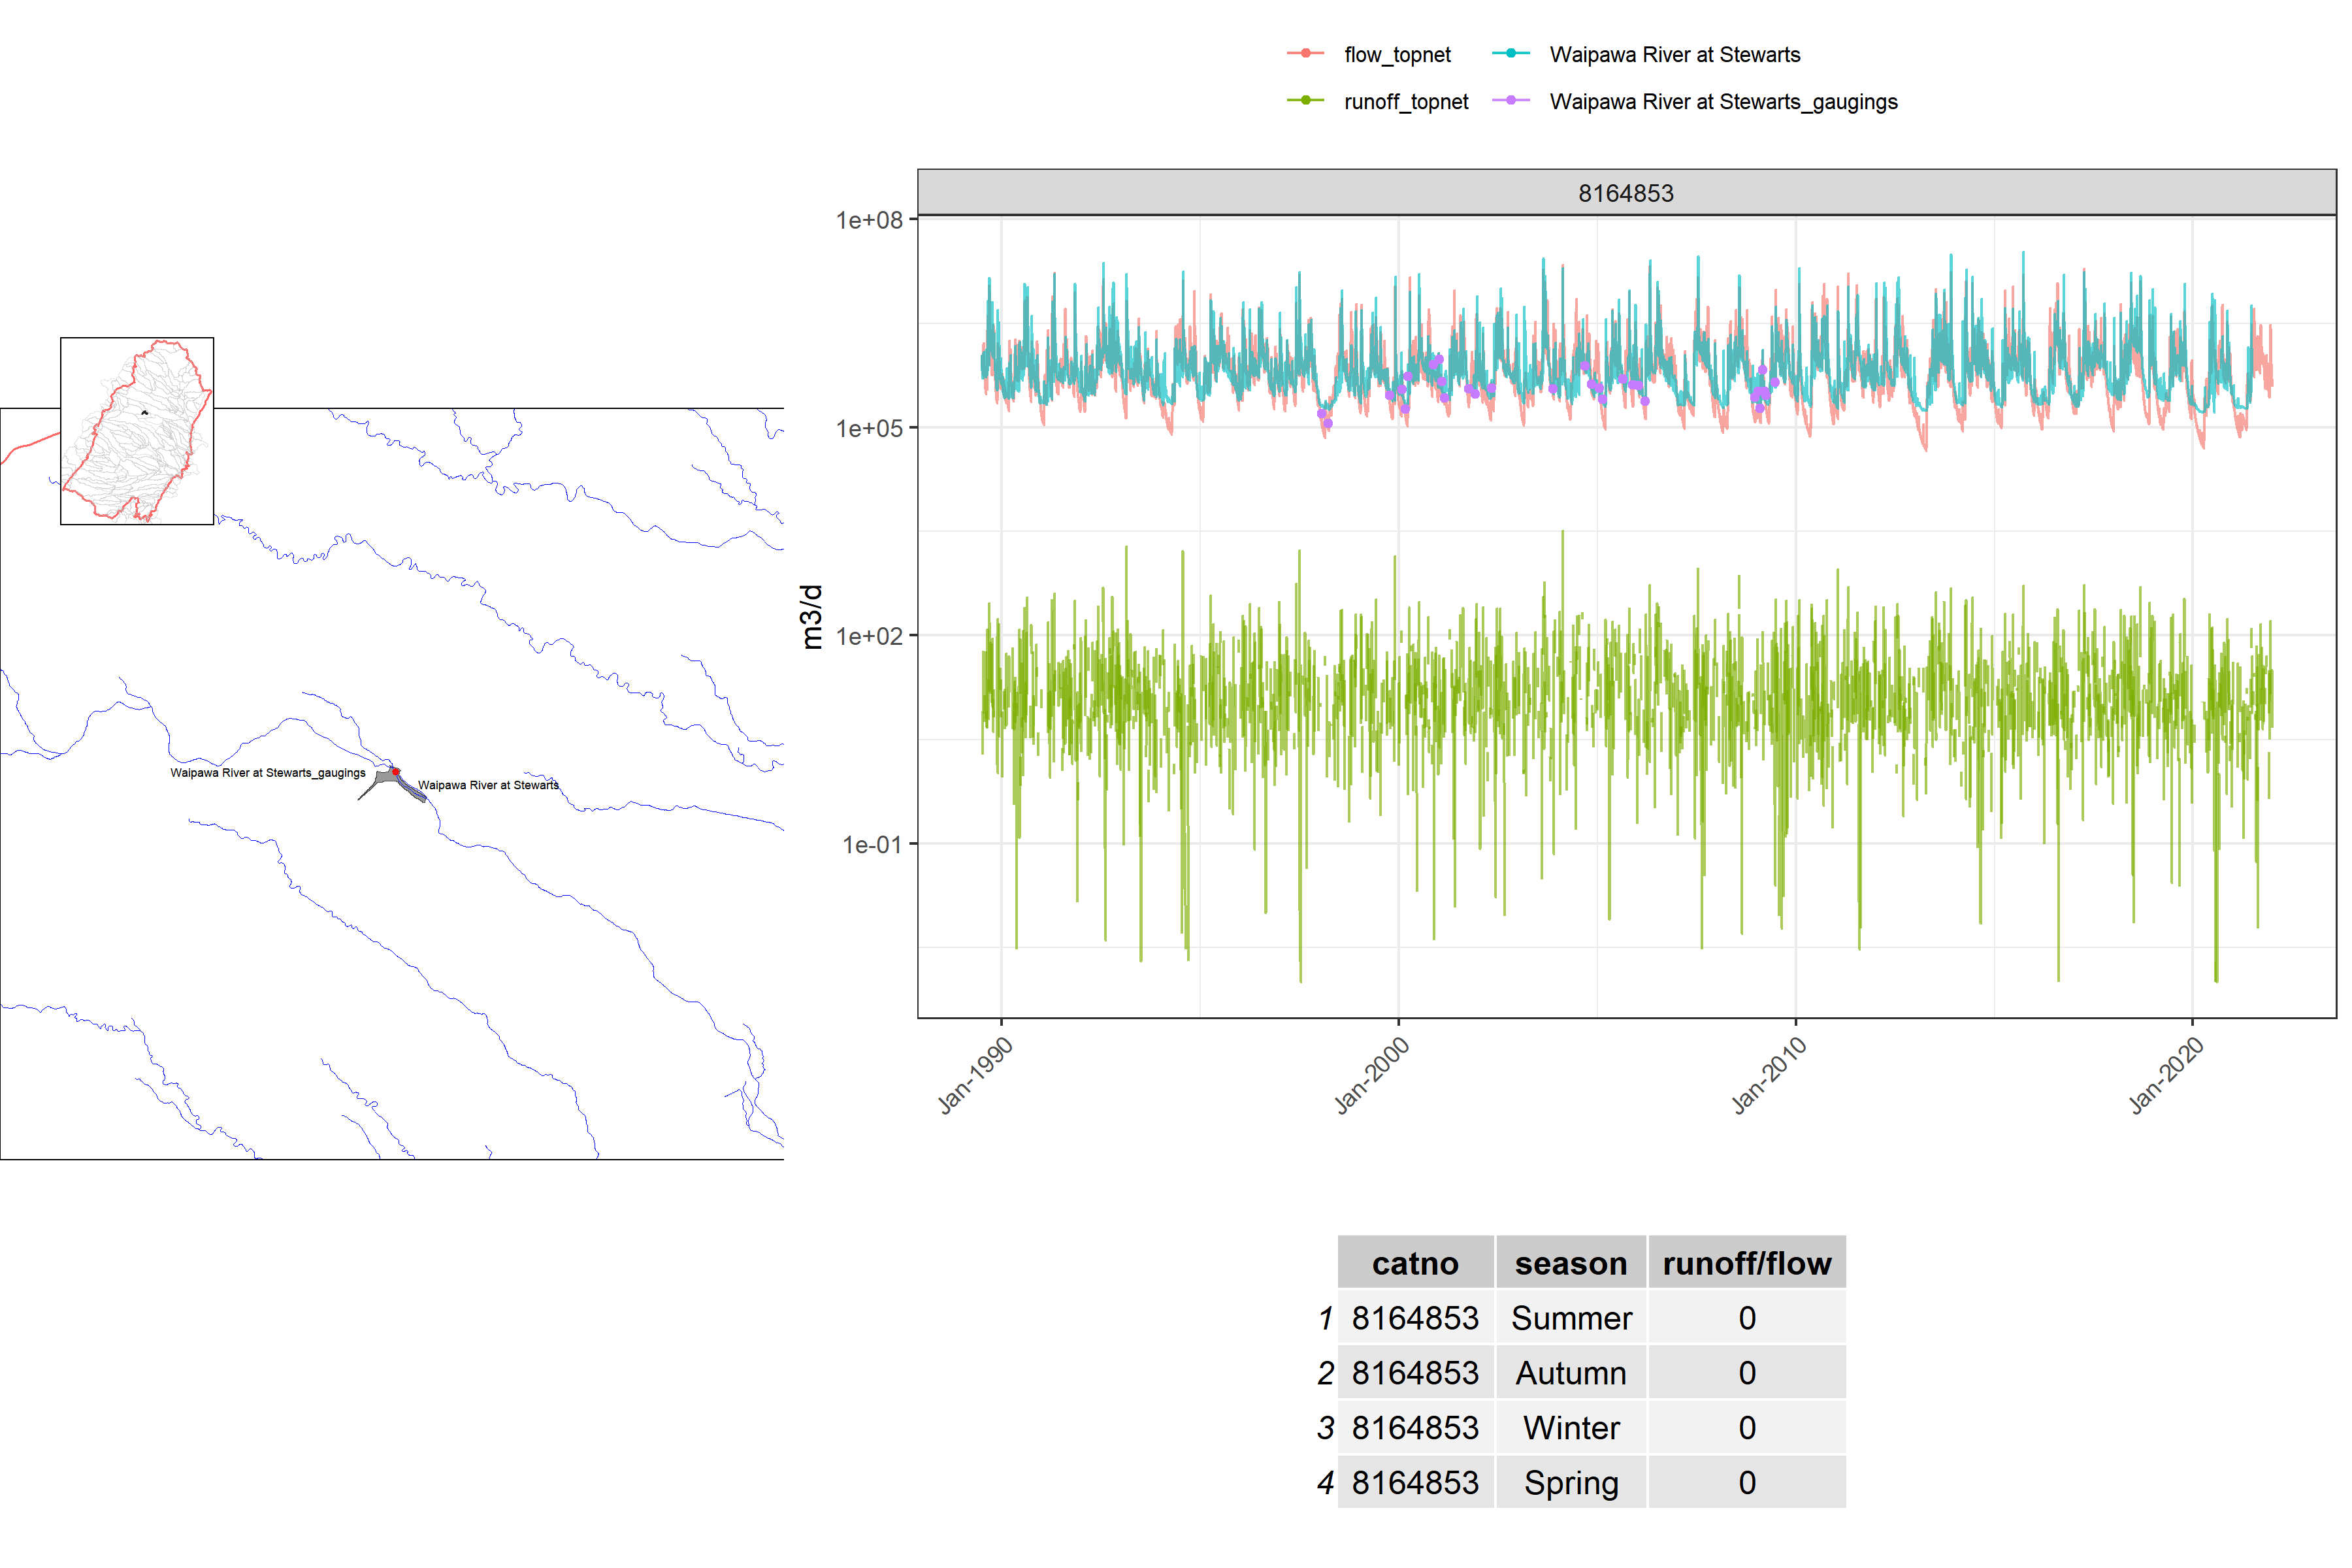 flow_topnet
Waipawa River at Stewarts
runoff_topnet
Waipawa River at Stewarts_gaugings
8164853
1e+08
1e+05
1e+02
1e-01
m3/d
Jan-1990
Jan-2000
Jan-2010
Jan-2020
Waipawa River at Stewarts_gaugings
Waipawa River at Stewarts
catno season runoff/flow
1 8164853 Summer 0
2 8164853 Autumn 0
3 8164853 Winter 0
4 8164853 Spring 0